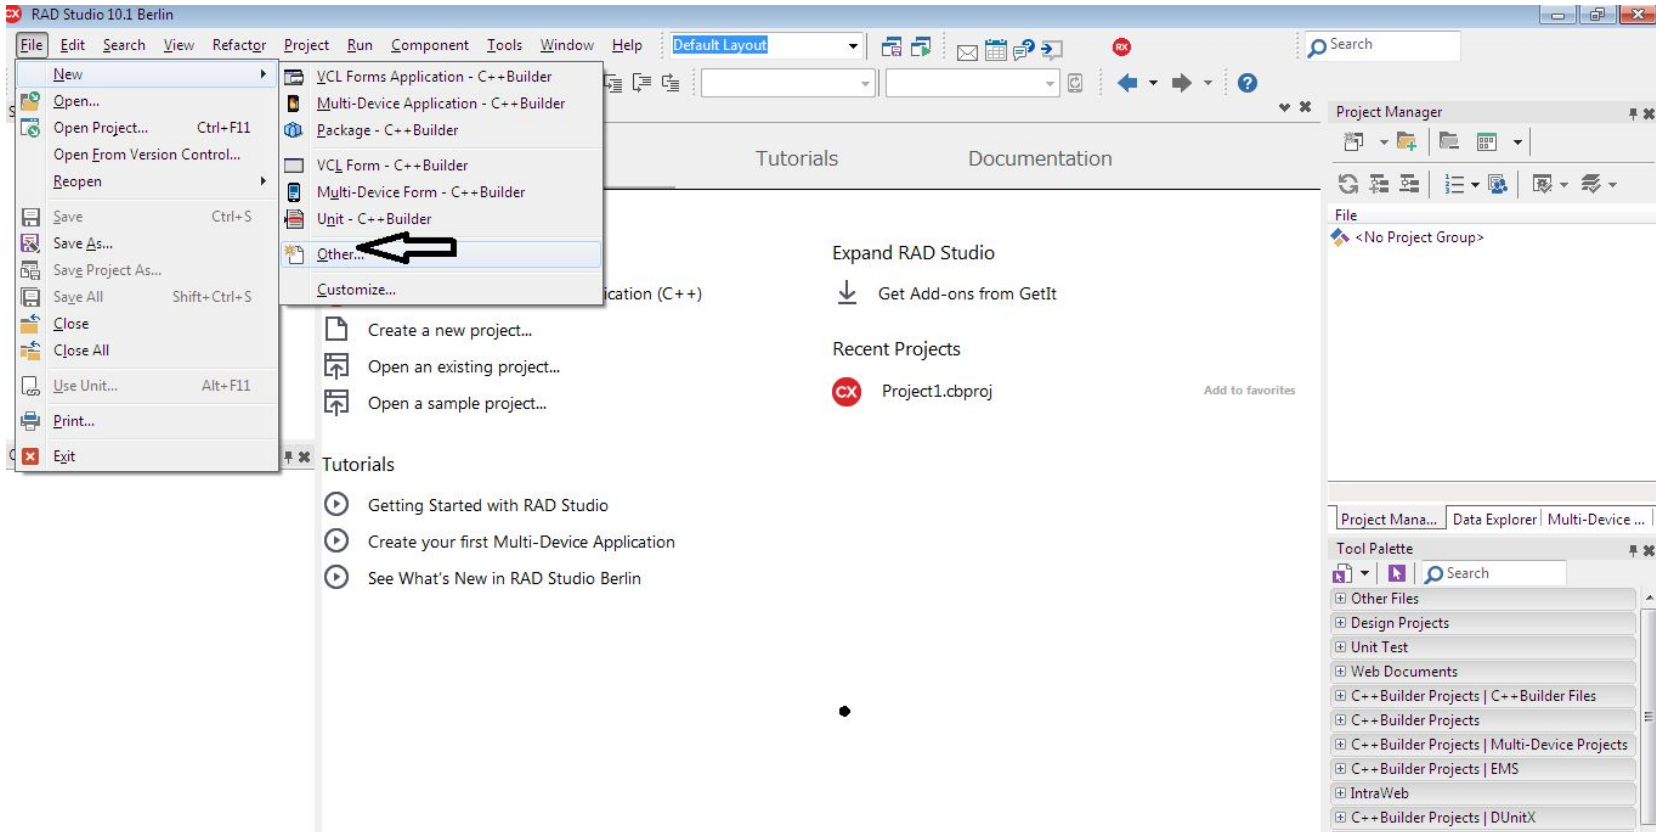 RAD Studio 10.1 Berlin
File Edit Search View Refactor Project Run Component Tools Window Help Default Layout Search
New
Open...
Open Project... Ctrl+F11
Open From Version Control...
Reopen
Save Ctrl+S
Save As...
Save Project As...
Save All Shift+Ctrl+S
Close
Close All
Use Unit... Alt+F11
Print...
Exit
VCL Forms Application - C++Builder
Multi-Device Application - C++Builder
Package - C++Builder
VCL Form - C++Builder
Multi-Device Form - C++Builder
Unit - C++Builder
Other...
Customize...
Tutorials Documentation
ication (C++)
Create a new project...
Open an existing project...
Open a sample project...
Tutorials
Getting Started with RAD Studio
Create your first Multi-Device Application
See What's New in RAD Studio Berlin
Expand RAD Studio
Get Add-ons from GetIt
Recent Projects
CX Project1.cbproj Add to favorites
Project Manager
File
<No Project Group>
Project Mana... Data Explorer Multi-Device ...
Tool Palette
Search
Other Files
Design Projects
Unit Test
Web Documents
C++Builder Projects | C++Builder Files
C++Builder Projects
C++Builder Projects | Multi-Device Projects
C++Builder Projects | EMS
IntraWeb
C++Builder Projects | DUnitX